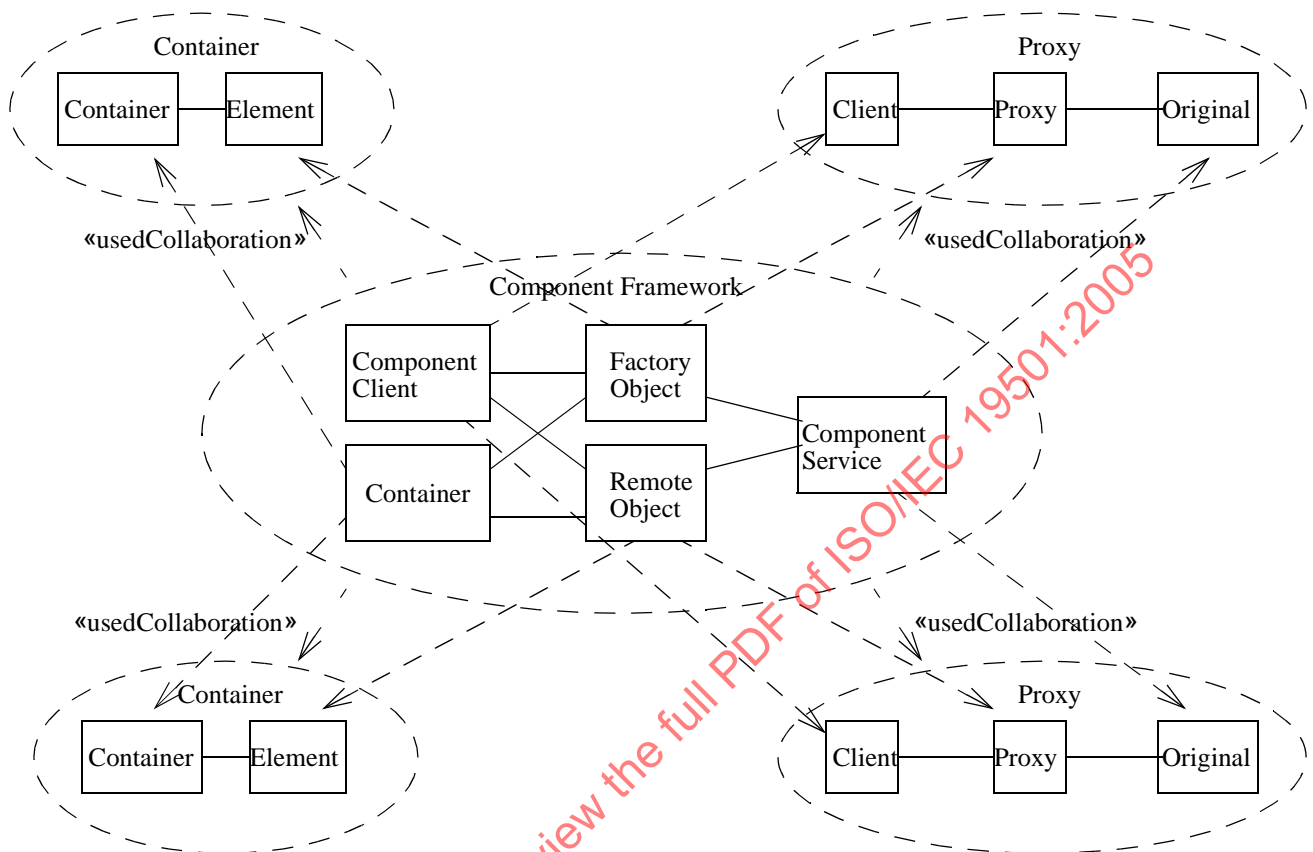 Container
Container
Element
«usedCollaboration»
Proxy
Client
Proxy
Original
«usedCollaboration»
Component Framework
Component
Client
Factory
Object
Component
Service
Container
Remote
Object
«usedCollaboration»
Container
Container
Element
«usedCollaboration»
Proxy
Client
Proxy
Original
view the full PDF of ISO/IEC 19501:2005